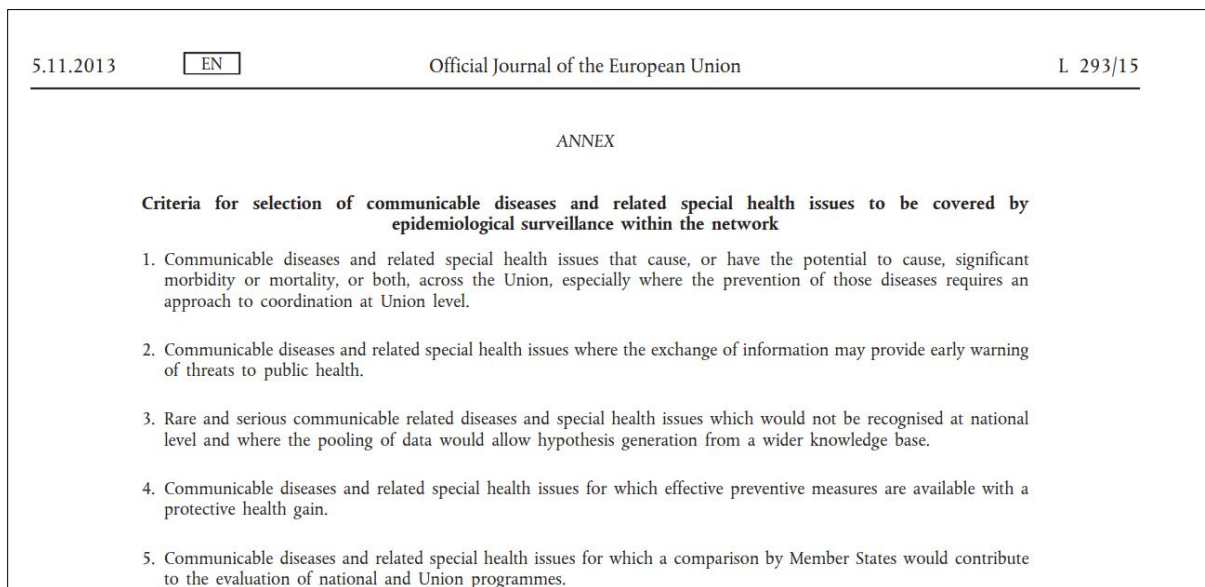 5.11.2013 EN Official Journal of the European Union L 293/15
ANNEX
Criteria for selection of communicable diseases and related special health issues to be covered by
epidemiological surveillance within the network
1. Communicable diseases and related special health issues that cause, or have the potential to cause, significant
morbidity or mortality, or both, across the Union, especially where the prevention of those diseases requires an
approach to coordination at Union level.
2. Communicable diseases and related special health issues where the exchange of information may provide early warning
of threats to public health.
3. Rare and serious communicable related diseases and special health issues which would not be recognised at national
level and where the pooling of data would allow hypothesis generation from a wider knowledge base.
4. Communicable diseases and related special health issues for which effective preventive measures are available with a
protective health gain.
5. Communicable diseases and related special health issues for which a comparison by Member States would contribute
to the evaluation of national and Union programmes.